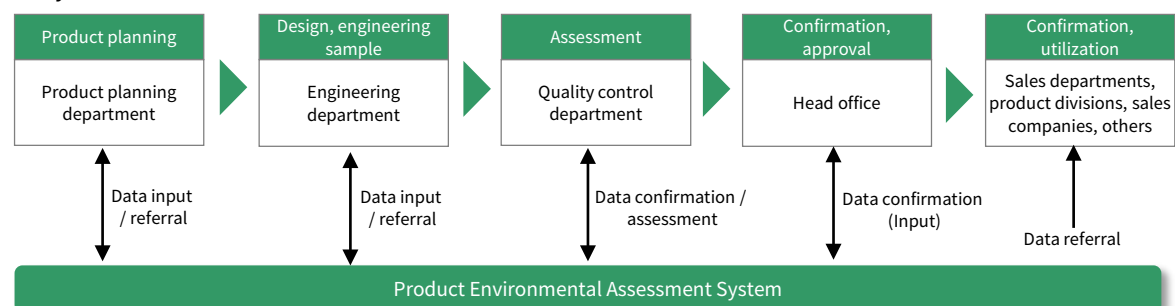 Product planning
Product planning
department
Design, engineering
sample
Engineering
department
Assessment
Quality control
department
Confirmation,
approval
Head office
Confirmation,
utilization
Sales departments,
product divisions, sales
companies, others
Data input
/ referral
Data input
/ referral
Data confirmation /
assessment
Data confirmation
(Input)
Data referral
Product Environmental Assessment System